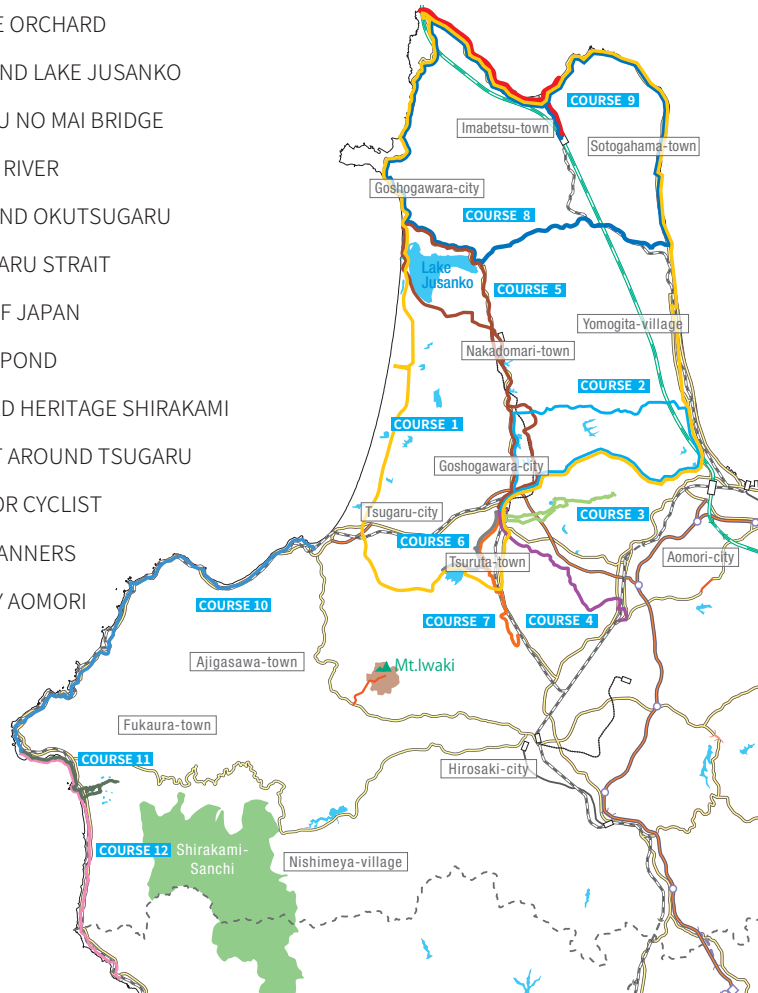 E ORCHARD
ND LAKE JUSANKO
U NO MAI BRIDGE
RIVER
ND OKUTSUGARU
ARU STRAIT
F JAPAN
POND
D HERITAGE SHIRAKAMI
T AROUND TSUGARU
OR CYCLIST
ANNERS
Y AOMORI
COURSE 9
Imabetsu-town
Sotogahama-town
Goshogawara-city
COURSE 8
Lake
Jusanko
COURSE 5
Yomogita-village
Nakadomari-town
COURSE 2
COURSE 1
Goshogawara-city
Tsugaru-city
COURSE 3
COURSE 6
Tsuruta-town
Aomori-city
COURSE 10
COURSE 7
COURSE 4
Ajigasawa-town
Mt.Iwaki
Fukaura-town
COURSE 11
Hirosaki-city
COURSE 12
Shirakami-
Sanchi
Nishimeya-village